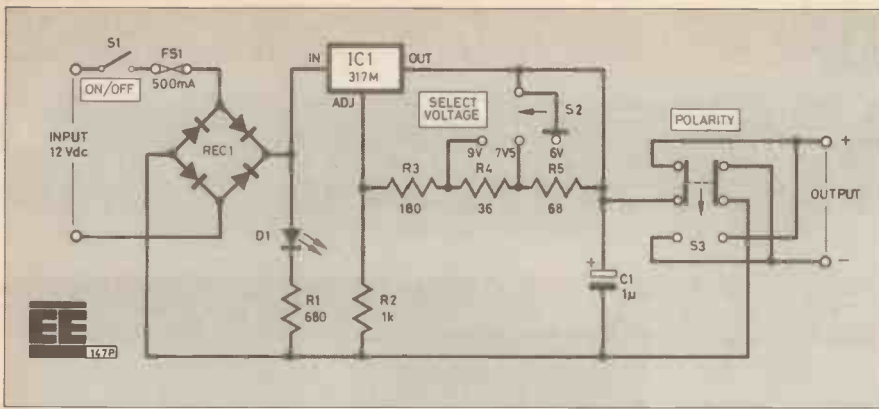 S1
FS1
500mA
ON/OFF
INPUT
12 Vdc
REC1
IN
IC1
317M
OUT
ADJ
SELECT
VOLTAGE
S2
9V
7V5
6V
R3
180
R4
36
R5
68
POLARITY
+
OUTPUT
−
S3
D1
R1
680
R2
1k
+
C1
1μ
EE
147P